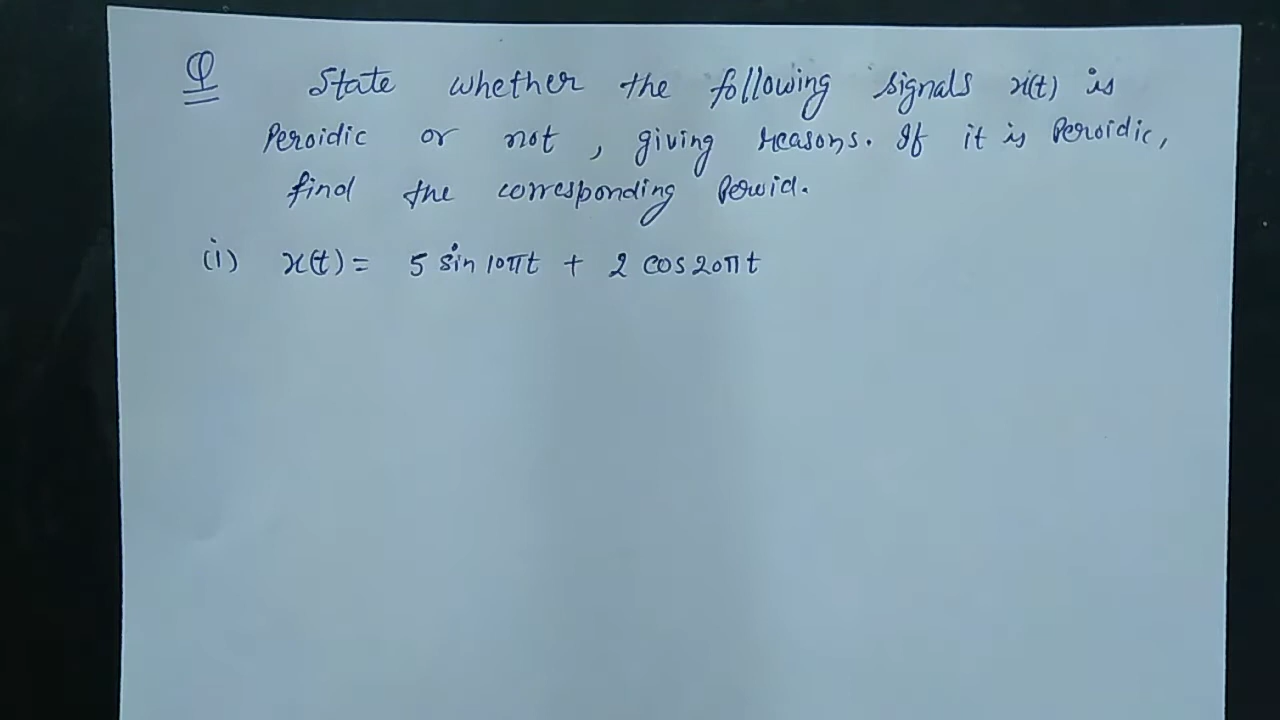 Q State whether the following signals x(t) is
Peroidic or not , giving reasons. If it is Peroidic,
find the corresponding Peroid.
(i) x(t) = 5 sin 10πt + 2 cos 20πt